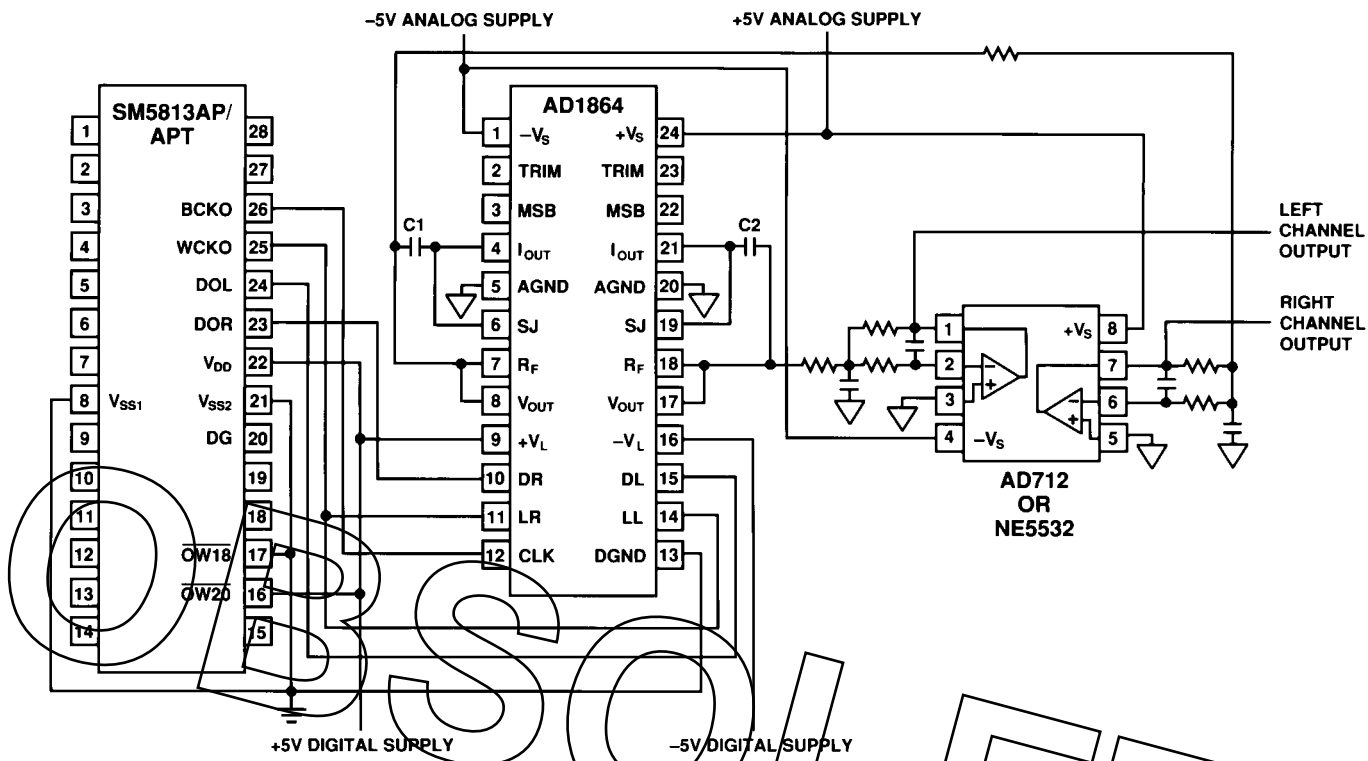 –5V ANALOG SUPPLY
+5V ANALOG SUPPLY
SM5813AP/
APT
1
2
3
4
5
6
7
8 VSS1
9
10
11
12
13
14
28
27
BCKO 26
WCKO 25
DOL 24
DOR 23
VDD 22
VSS2 21
DG 20
19
18
OW18 17
OW20 16
15
C1
AD1864
1 –VS
2 TRIM
3 MSB
4 IOUT
5 AGND
6 SJ
7 RF
8 VOUT
9 +VL
10 DR
11 LR
12 CLK
+VS 24
TRIM 23
MSB 22
IOUT 21
AGND 20
SJ 19
RF 18
VOUT 17
–VL 16
DL 15
LL 14
DGND 13
C2
1
2
3
4 –VS
+VS 8
7
6
5
AD712
OR
NE5532
LEFT
CHANNEL
OUTPUT
RIGHT
CHANNEL
OUTPUT
+5V DIGITAL SUPPLY
–5V DIGITAL SUPPLY